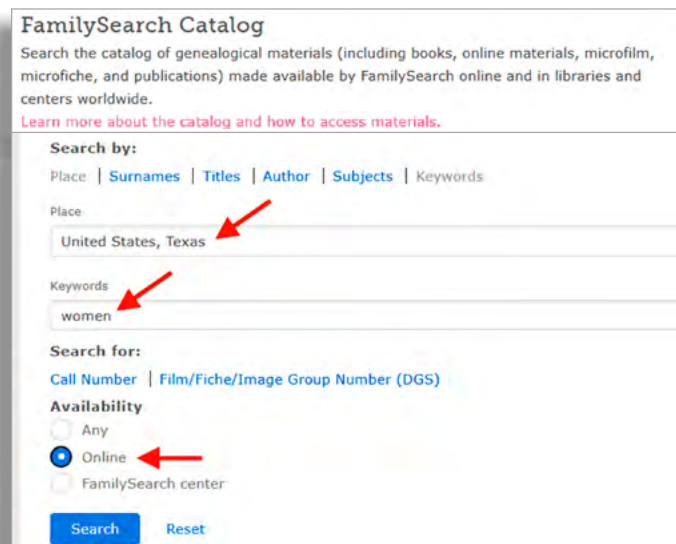 FamilySearch Catalog
Search the catalog of genealogical materials (including books, online materials, microfilm,
microfiche, and publications) made available by FamilySearch online and in libraries and
centers worldwide.
Learn more about the catalog and how to access materials.
Search by:
Place | Surnames | Titles | Author | Subjects | Keywords
Place
United States, Texas
Keywords
women
Search for:
Call Number | Film/Fiche/Image Group Number (DGS)
Availability
Any
Online
FamilySearch center
Search Reset